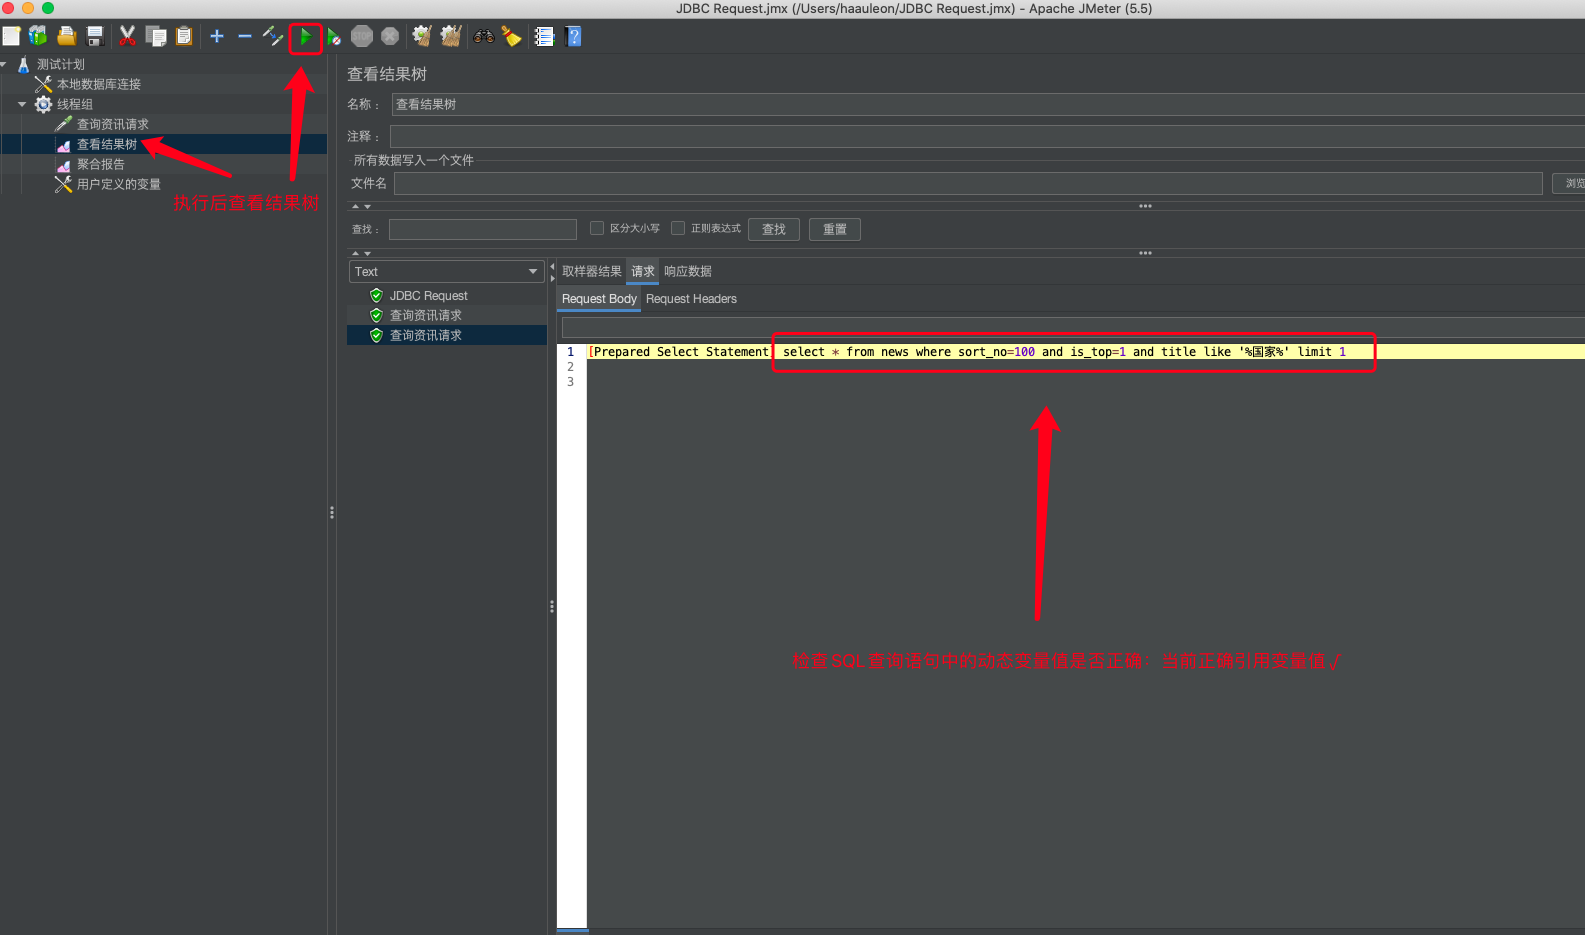 JDBC Request.jmx (/Users/haauleon/JDBC Request.jmx) - Apache JMeter (5.5)
STOP
测试计划
本地数据库连接
线程组
查询资讯请求
查看结果树
聚合报告
用户定义的变量
执行后查看结果树
查看结果树
名称：
查看结果树
注释：
所有数据写入一个文件
文件名
浏览
查找：
区分大小写
正则表达式
查找
重置
Text
JDBC Request
查询资讯请求
查询资讯请求
取样器结果
请求
响应数据
Request Body
Request Headers
1
[Prepared Select Statement] select * from news where sort_no=100 and is_top=1 and title like '%国家%' limit 1
2
3
检查SQL查询语句中的动态变量值是否正确：当前正确引用变量值√